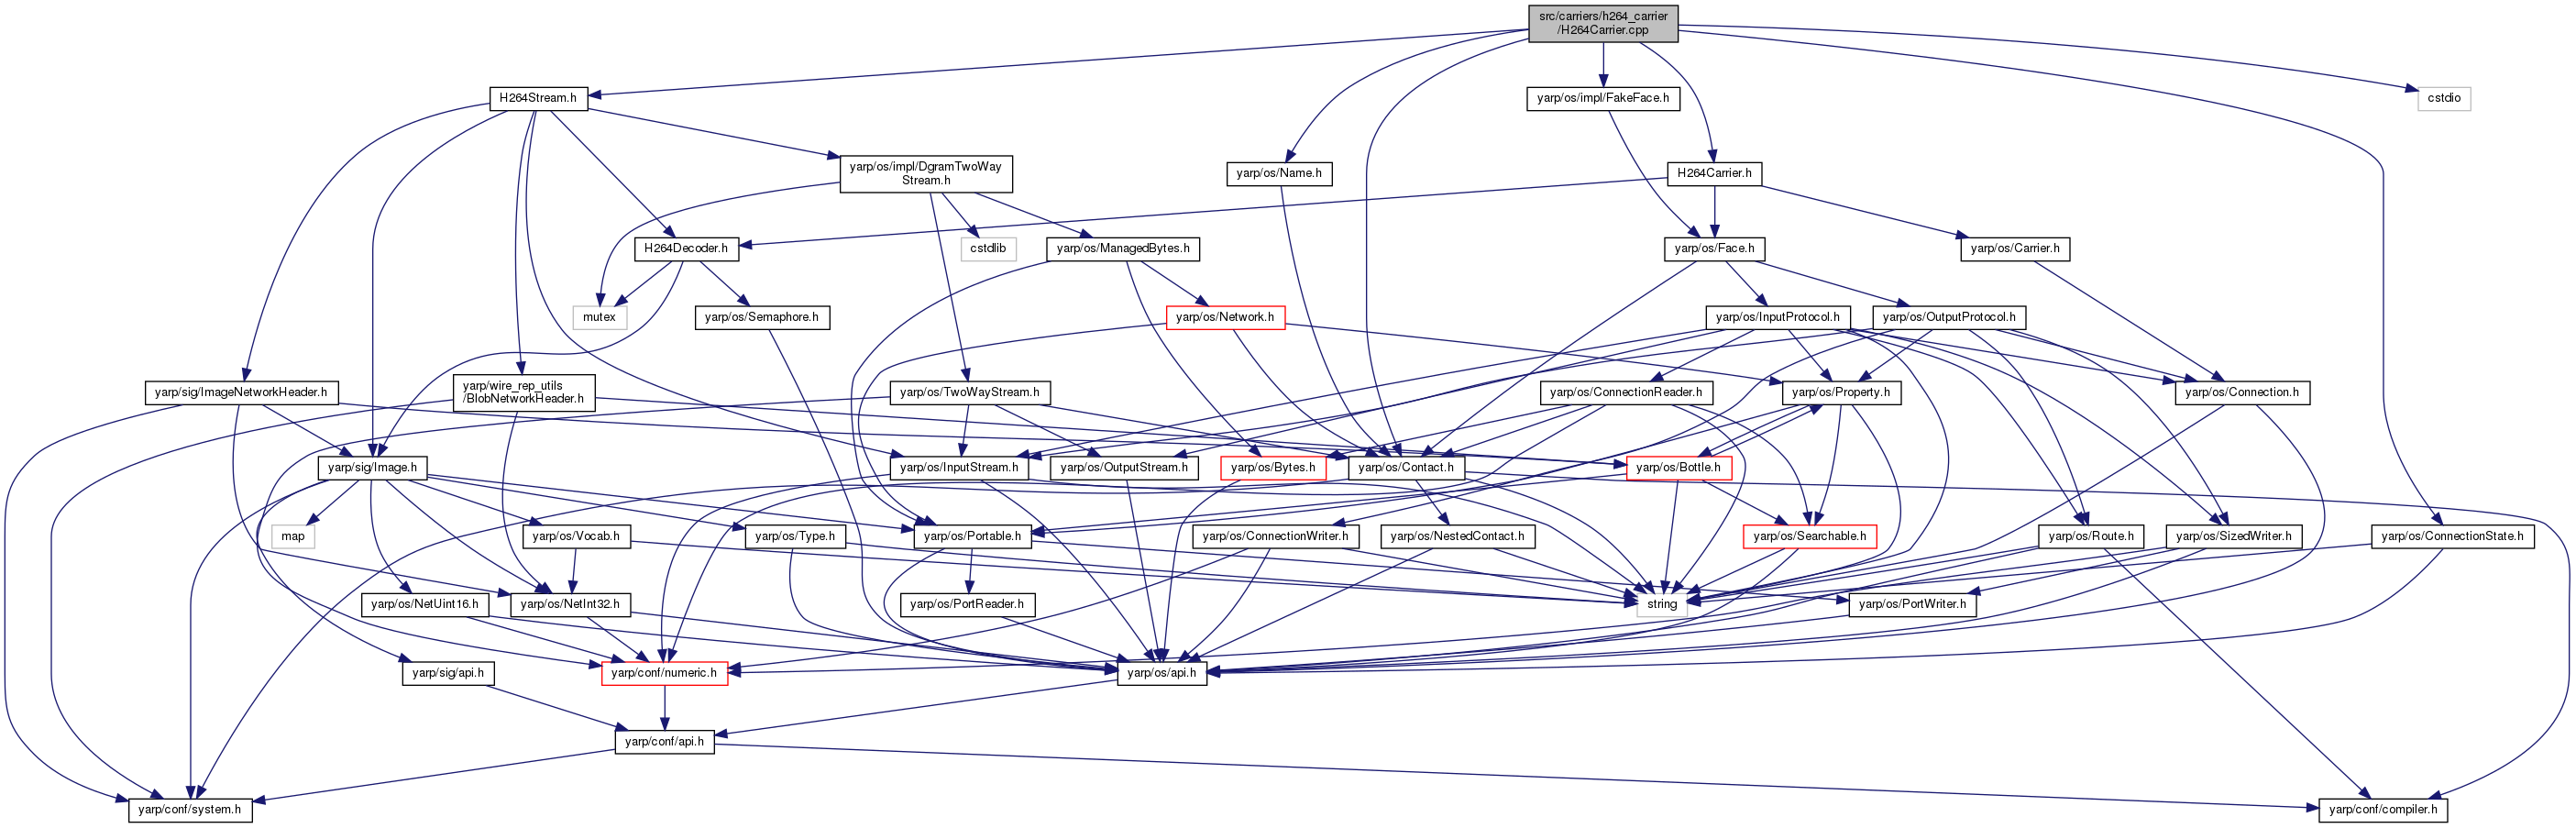 src/carriers/h264_carrier
/H264Carrier.cpp
H264Stream.h
yarp/os/impl/FakeFace.h
cstdio
yarp/os/impl/DgramTwoWay
Stream.h
yarp/os/Name.h
H264Carrier.h
H264Decoder.h
cstdlib
yarp/os/ManagedBytes.h
yarp/os/Face.h
yarp/os/Carrier.h
mutex
yarp/os/Semaphore.h
yarp/os/Network.h
yarp/os/InputProtocol.h
yarp/os/OutputProtocol.h
yarp/sig/ImageNetworkHeader.h
yarp/wire_rep_utils
/BlobNetworkHeader.h
yarp/os/TwoWayStream.h
yarp/os/ConnectionReader.h
yarp/os/Property.h
yarp/os/Connection.h
yarp/sig/Image.h
yarp/os/InputStream.h
yarp/os/OutputStream.h
yarp/os/Bytes.h
yarp/os/Contact.h
yarp/os/Bottle.h
map
yarp/os/Vocab.h
yarp/os/Type.h
yarp/os/Portable.h
yarp/os/ConnectionWriter.h
yarp/os/NestedContact.h
yarp/os/Searchable.h
yarp/os/Route.h
yarp/os/SizedWriter.h
yarp/os/ConnectionState.h
yarp/os/NetUint16.h
yarp/os/NetInt32.h
yarp/os/PortReader.h
string
yarp/os/PortWriter.h
yarp/sig/api.h
yarp/conf/numeric.h
yarp/os/api.h
yarp/conf/api.h
yarp/conf/system.h
yarp/conf/compiler.h